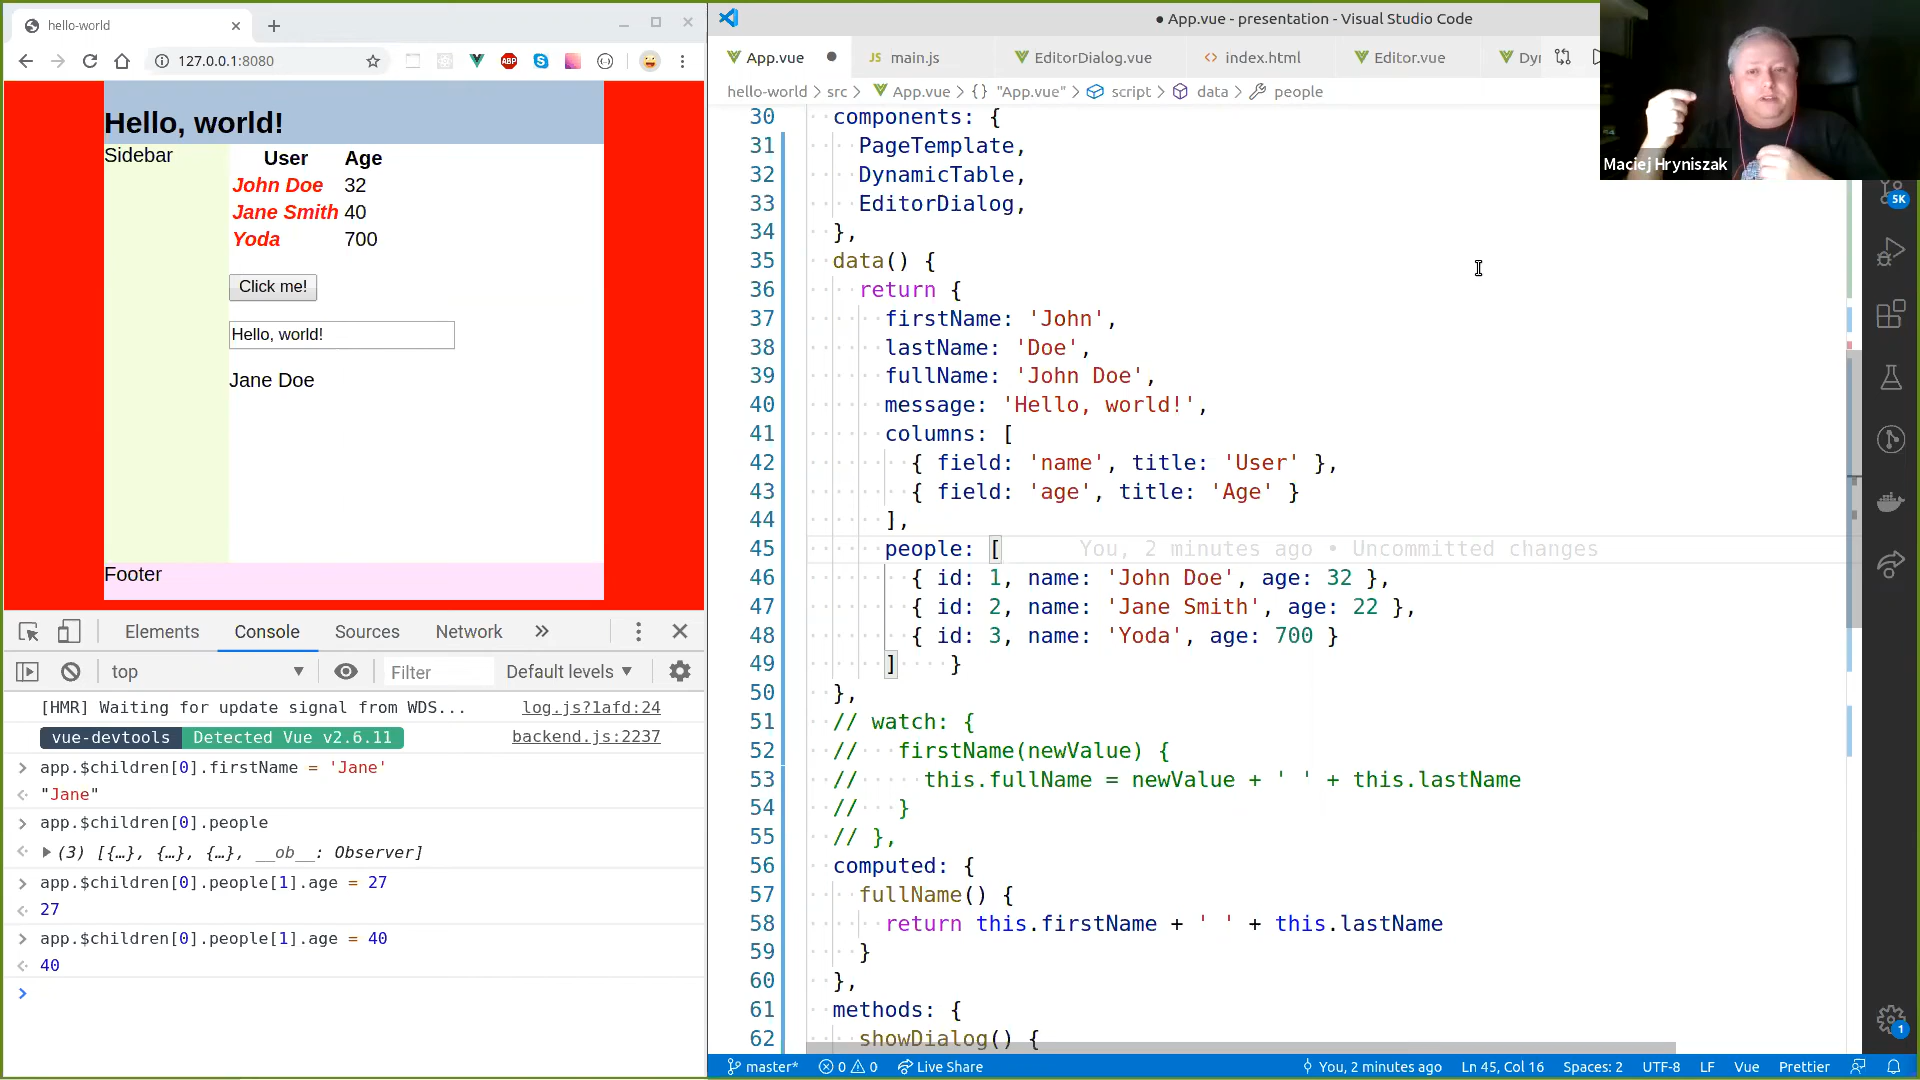 hello-world
127.0.0.1:8080
ABP
Hello, world!
Sidebar
User Age
John Doe 32
Jane Smith 40
Yoda 700
Click me!
Hello, world!
Jane Doe
Footer
Elements Console Sources Network
top Filter Default levels
[HMR] Waiting for update signal from WDS... log.js?1afd:24
vue-devtools Detected Vue v2.6.11 backend.js:2237
app.$children[0].firstName = 'Jane'
"Jane"
app.$children[0].people
(3) [{…}, {…}, {…}, __ob__: Observer]
app.$children[0].people[1].age = 27
27
app.$children[0].people[1].age = 40
40
● App.vue - presentation - Visual Studio Code
App.vue JS main.js EditorDialog.vue index.html Editor.vue Dy
hello-world > src > App.vue > {} "App.vue" > script > data > people
30 components: {
31 PageTemplate,
32 DynamicTable,
33 EditorDialog,
34 },
35 data() {
36 return {
37 firstName: 'John',
38 lastName: 'Doe',
39 fullName: 'John Doe',
40 message: 'Hello, world!',
41 columns: [
42 { field: 'name', title: 'User' },
43 { field: 'age', title: 'Age' }
44 ],
45 people: [ You, 2 minutes ago • Uncommitted changes
46 { id: 1, name: 'John Doe', age: 32 },
47 { id: 2, name: 'Jane Smith', age: 22 },
48 { id: 3, name: 'Yoda', age: 700 }
49 ] }
50 },
51 // watch: {
52 // firstName(newValue) {
53 // this.fullName = newValue + ' ' + this.lastName
54 // }
55 // },
56 computed: {
57 fullName() {
58 return this.firstName + ' ' + this.lastName
59 }
60 },
61 methods: {
62 showDialog() {
Maciej Hryniszak
5K
1
master* 0 0 Live Share You, 2 minutes ago Ln 45, Col 16 Spaces: 2 UTF-8 LF Vue Prettier